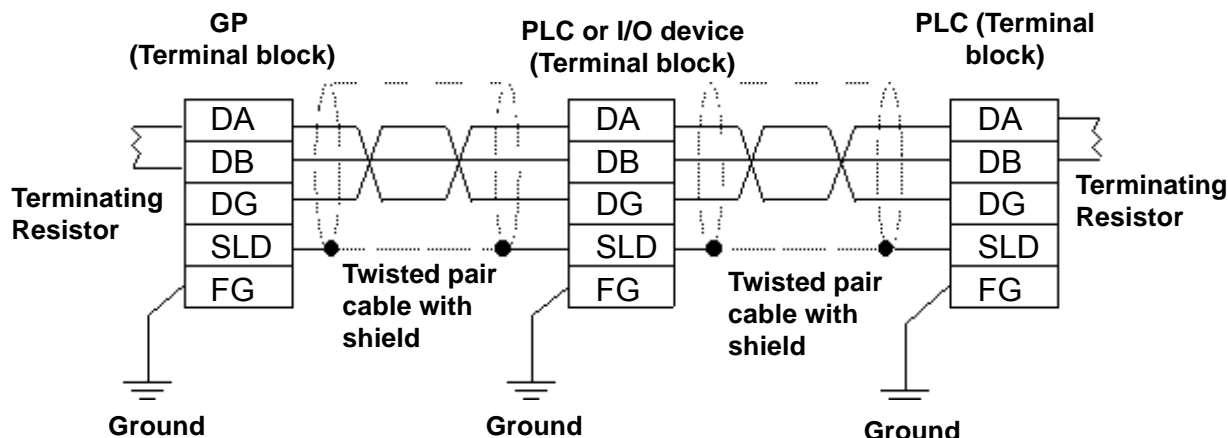 GP
(Terminal block)
PLC or I/O device
(Terminal block)
PLC (Terminal
block)
DA
DB
DG
SLD
FG
DA
DB
DG
SLD
FG
DA
DB
DG
SLD
FG
Terminating
Resistor
Terminating
Resistor
Twisted pair
cable with
shield
Twisted pair
cable with
shield
Ground
Ground
Ground